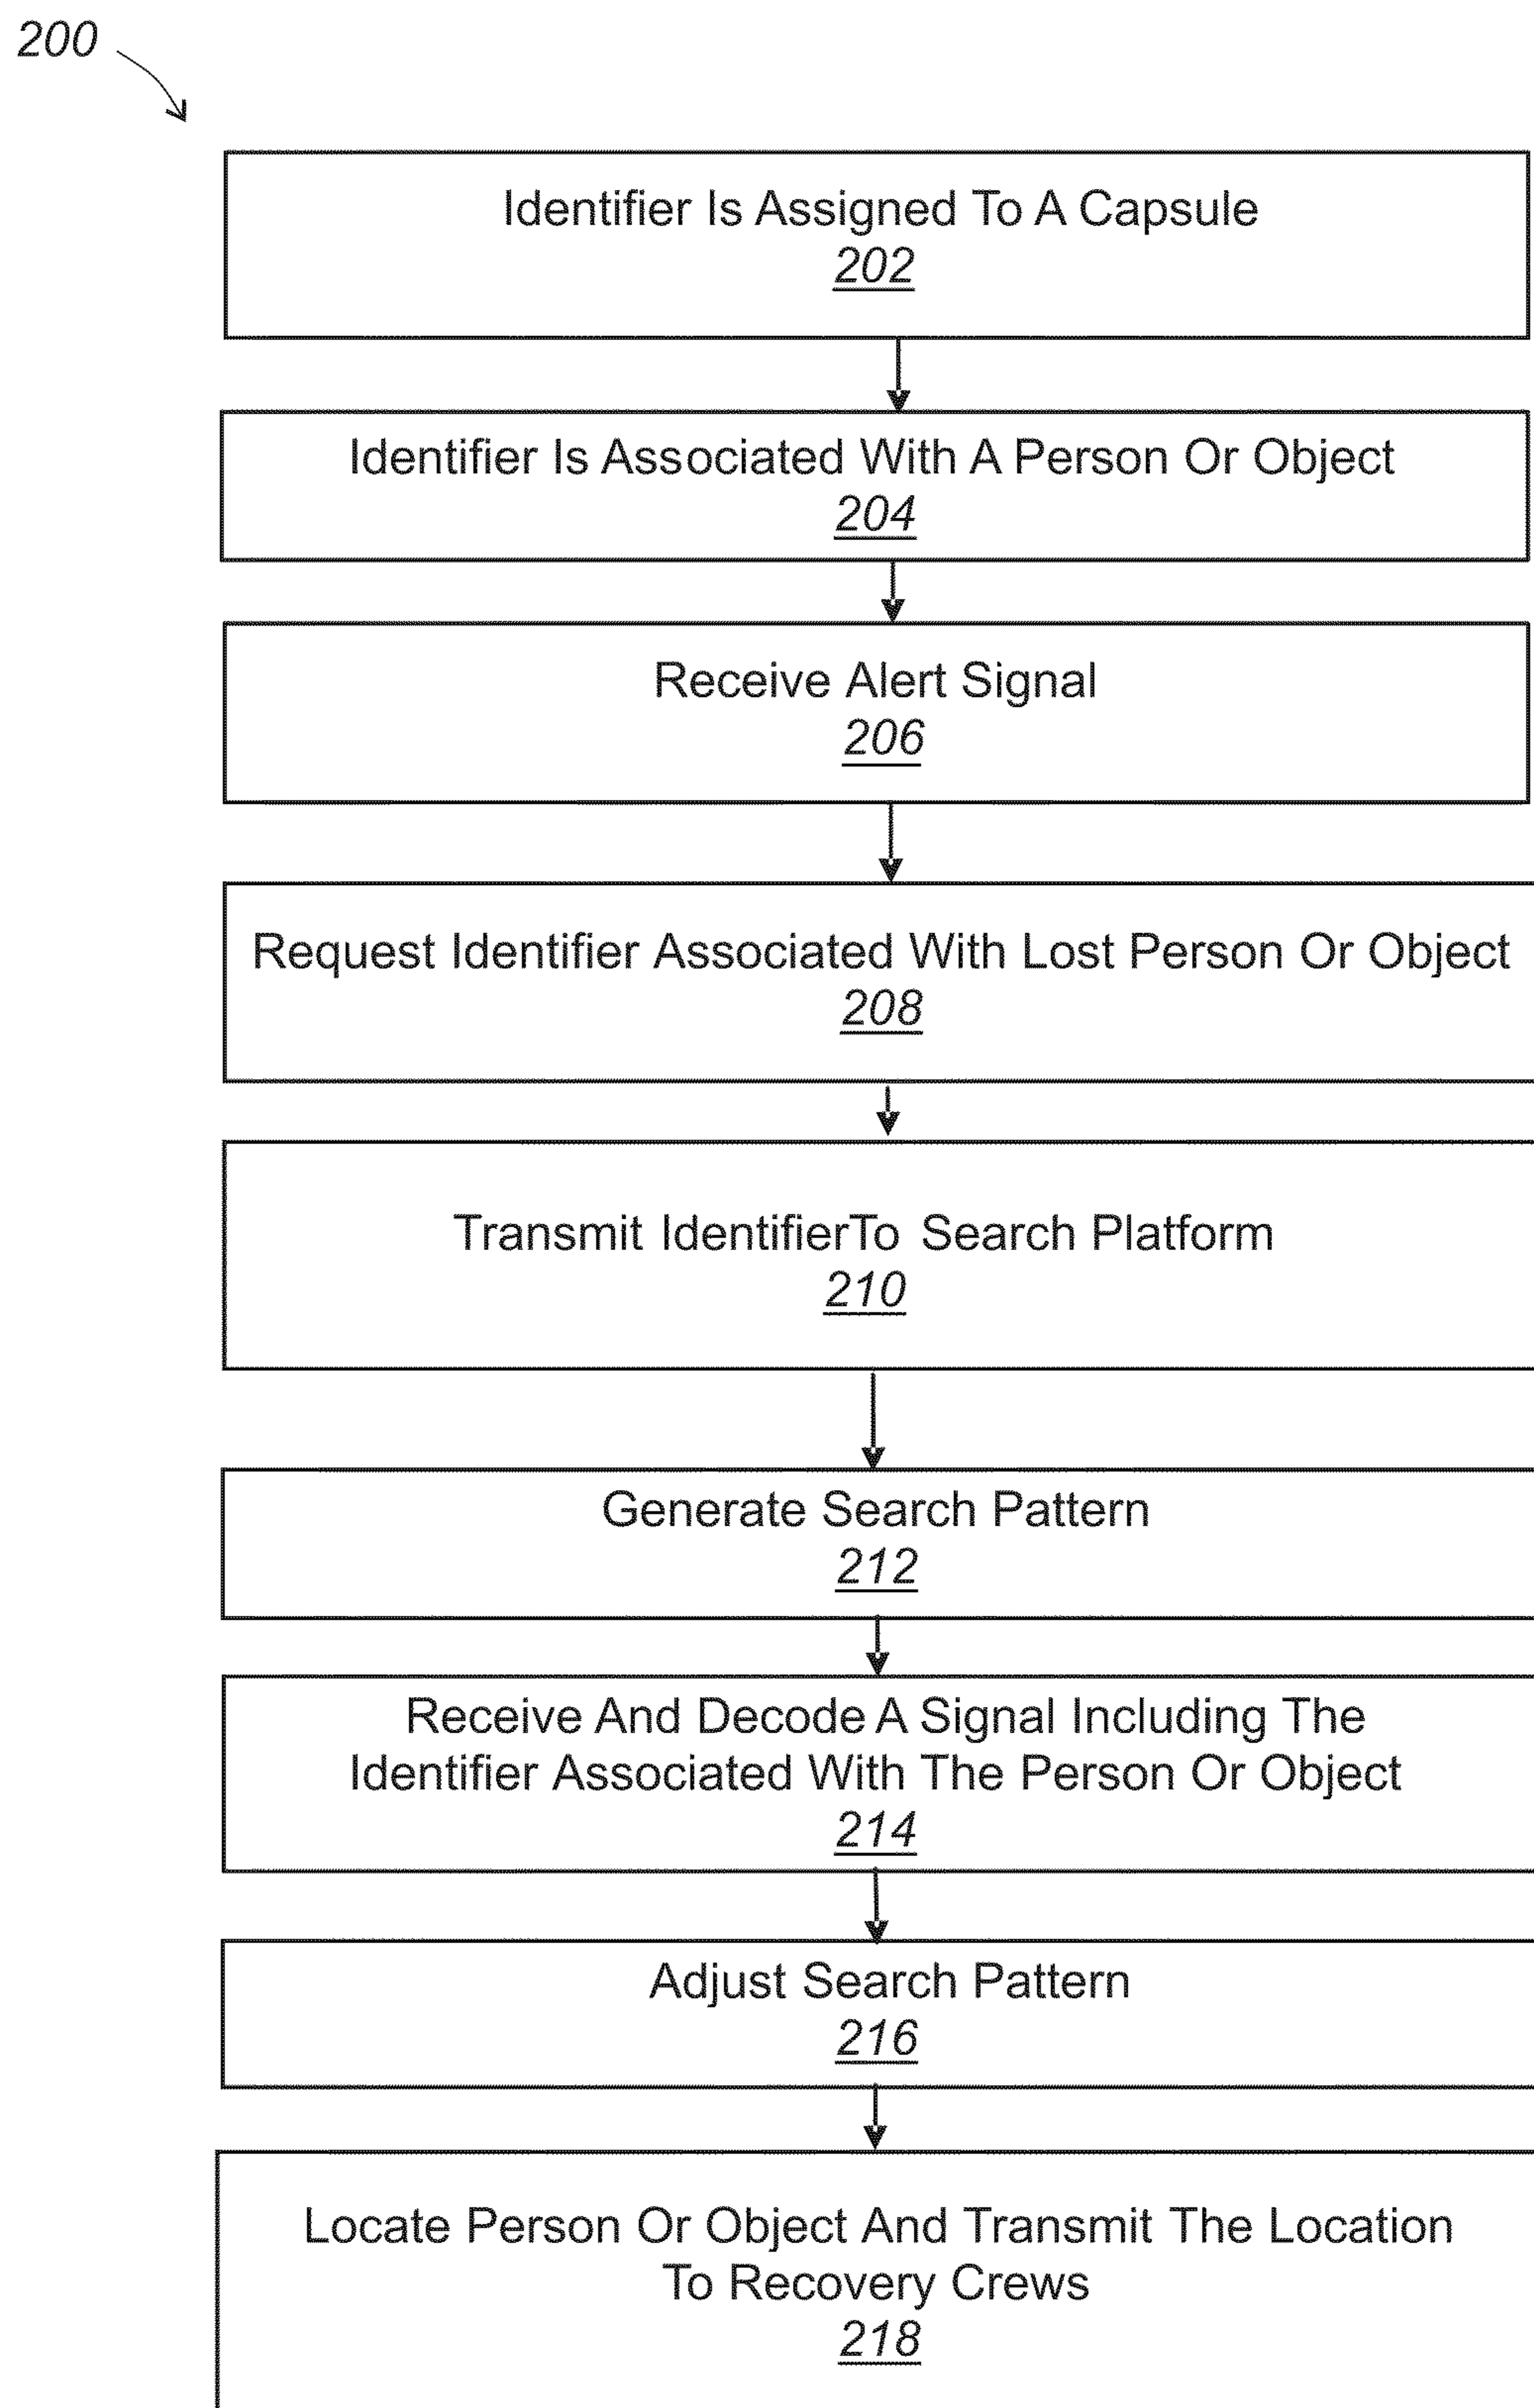 200
Identifier Is Assigned To A Capsule
202
Identifier Is Associated With A Person Or Object
204
Receive Alert Signal
206
Request Identifier Associated With Lost Person Or Object
208
Transmit IdentifierTo Search Platform
210
Generate Search Pattern
212
Receive And Decode A Signal Including The
Identifier Associated With The Person Or Object
214
Adjust Search Pattern
216
Locate Person Or Object And Transmit The Location
To Recovery Crews
218